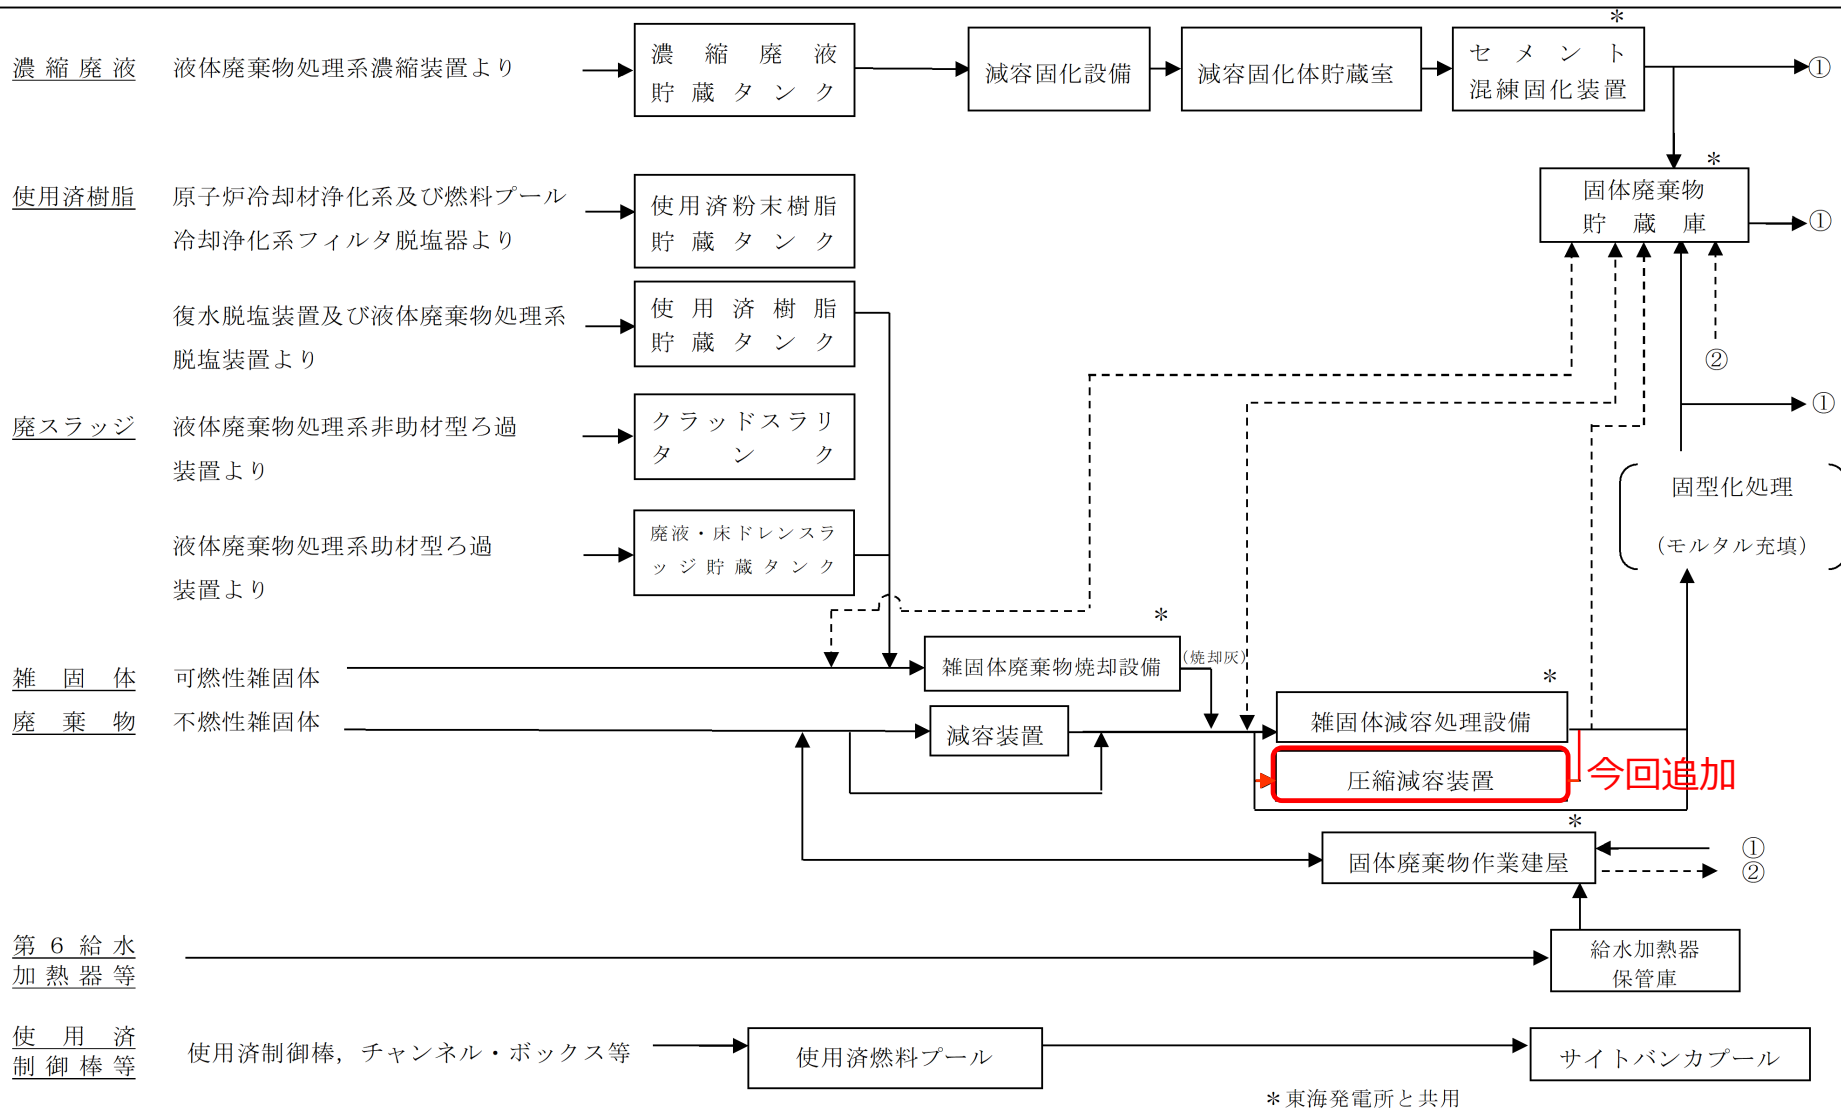 濃縮廃液 液体廃棄物処理系濃縮装置より
濃縮廃液
貯蔵タンク
減容固化設備
減容固化体貯蔵室
＊
セメント
混練固化装置
①
＊
固体廃棄物
貯蔵庫
①
②
①
使用済樹脂 原子炉冷却材浄化系及び燃料プール
冷却浄化系フィルタ脱塩器より
使用済粉末樹脂
貯蔵タンク
復水脱塩装置及び液体廃棄物処理系
脱塩装置より
使用済樹脂
貯蔵タンク
廃スラッジ 液体廃棄物処理系非助材型ろ過
装置より
クラッドスラリ
タンク
固型化処理
（モルタル充填）
液体廃棄物処理系助材型ろ過
装置より
廃液・床ドレンスラ
ッジ貯蔵タンク
雑固体 可燃性雑固体
廃棄物 不燃性雑固体
＊
雑固体廃棄物焼却設備
（焼却灰）
減容装置
＊
雑固体減容処理設備
圧縮減容装置
今回追加
＊
固体廃棄物作業建屋
①
②
第６給水
加熱器等
給水加熱器
保管庫
使用済
制御棒等
使用済制御棒，チャンネル・ボックス等
使用済燃料プール
サイトバンカプール
＊東海発電所と共用